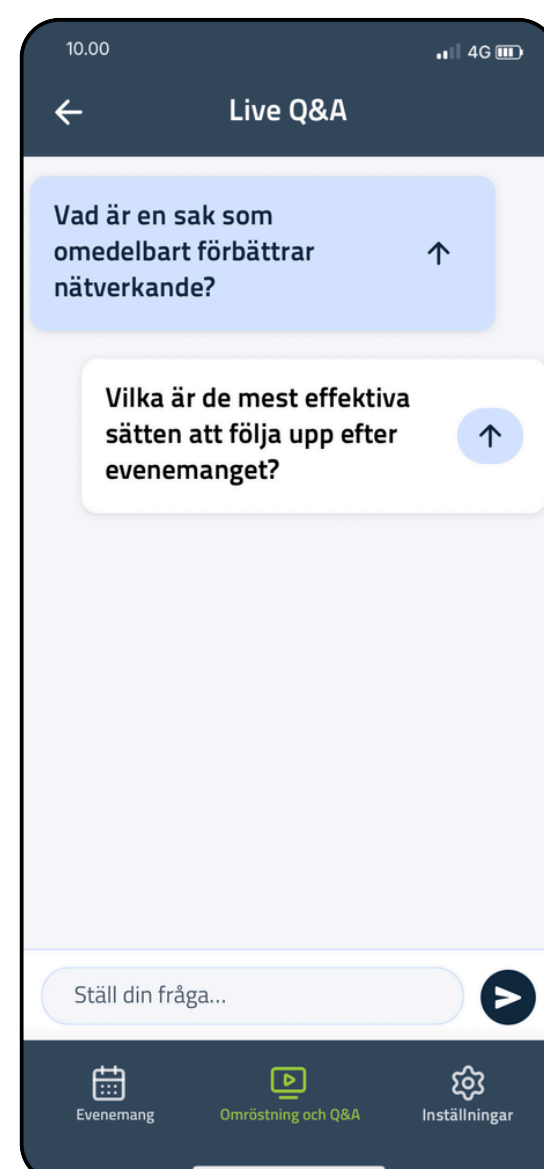 10.00
4G
Live Q&A
Vad är en sak som
omedelbart förbättrar
nätverkande?
Vilka är de mest effektiva
sätten att följa upp efter
evenemanget?
Ställ din fråga...
Evenemang
Omröstning och Q&A
Inställningar